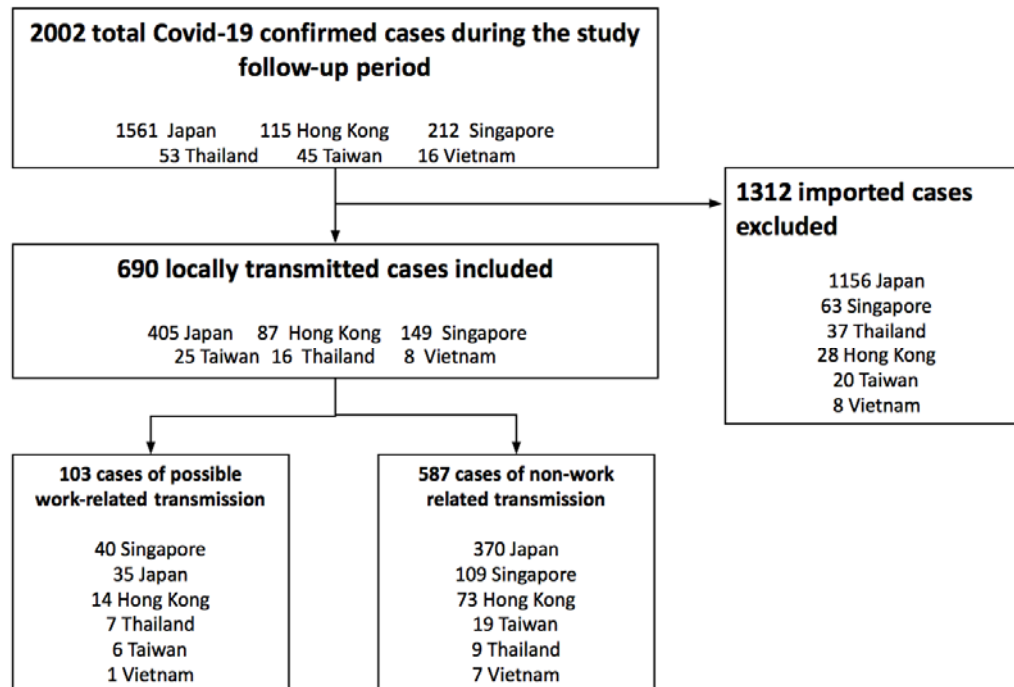 2002 total Covid-19 confirmed cases during the study
follow-up period
1561 Japan 115 Hong Kong 212 Singapore
53 Thailand 45 Taiwan 16 Vietnam
1312 imported cases
excluded
1156 Japan
63 Singapore
37 Thailand
28 Hong Kong
20 Taiwan
8 Vietnam
690 locally transmitted cases included
405 Japan 87 Hong Kong 149 Singapore
25 Taiwan 16 Thailand 8 Vietnam
103 cases of possible
work-related transmission
40 Singapore
35 Japan
14 Hong Kong
7 Thailand
6 Taiwan
1 Vietnam
587 cases of non-work
related transmission
370 Japan
109 Singapore
73 Hong Kong
19 Taiwan
9 Thailand
7 Vietnam